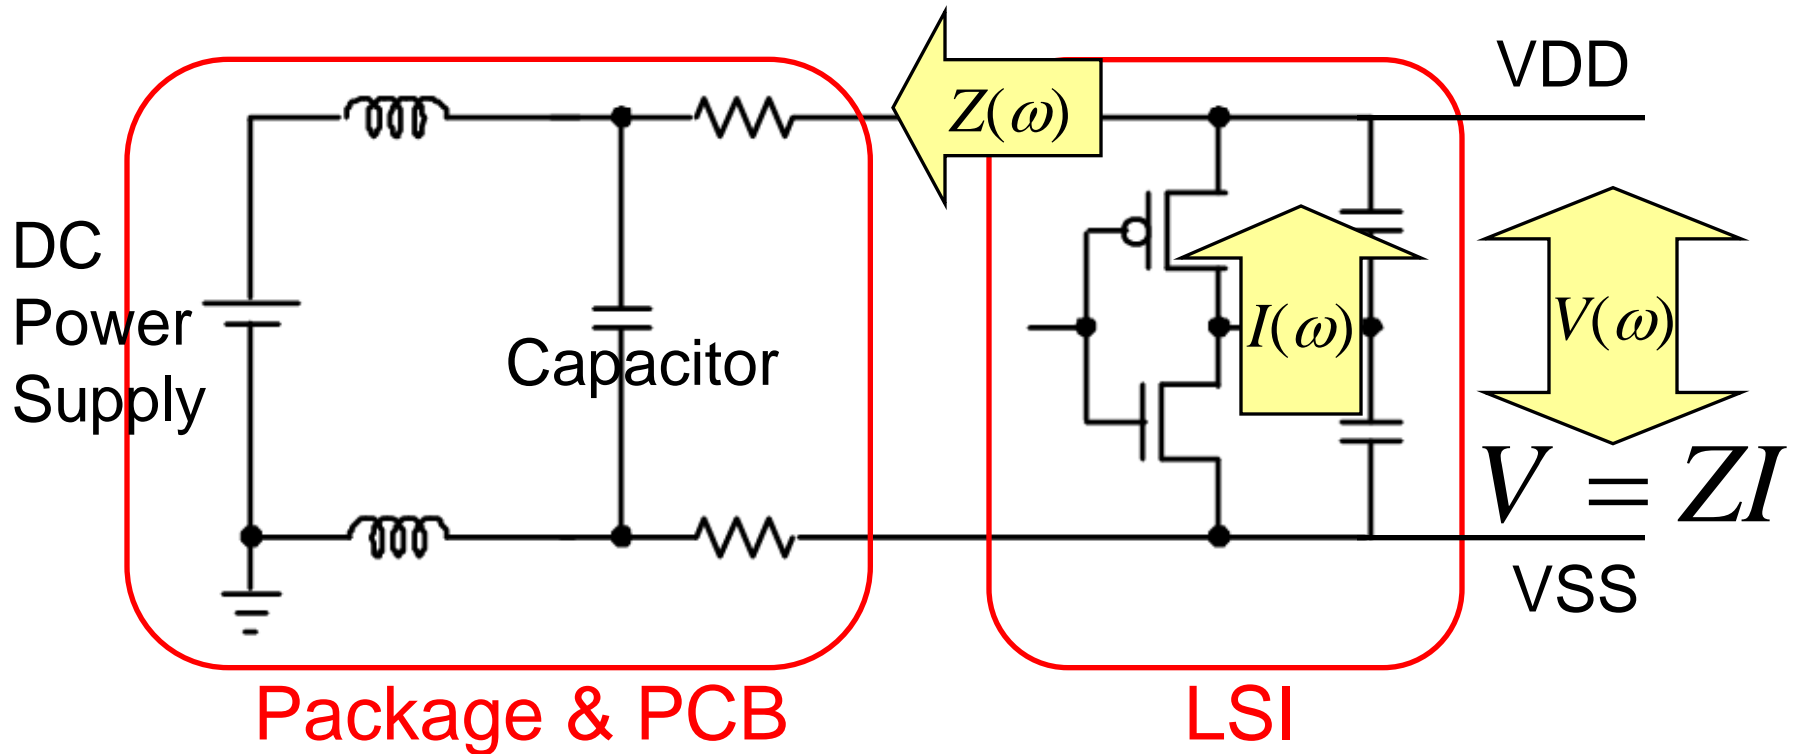 VDD
Z(ω)
DC
Power
Supply
Capacitor
I(ω)
V(ω)
V = ZI
VSS
Package & PCB
LSI